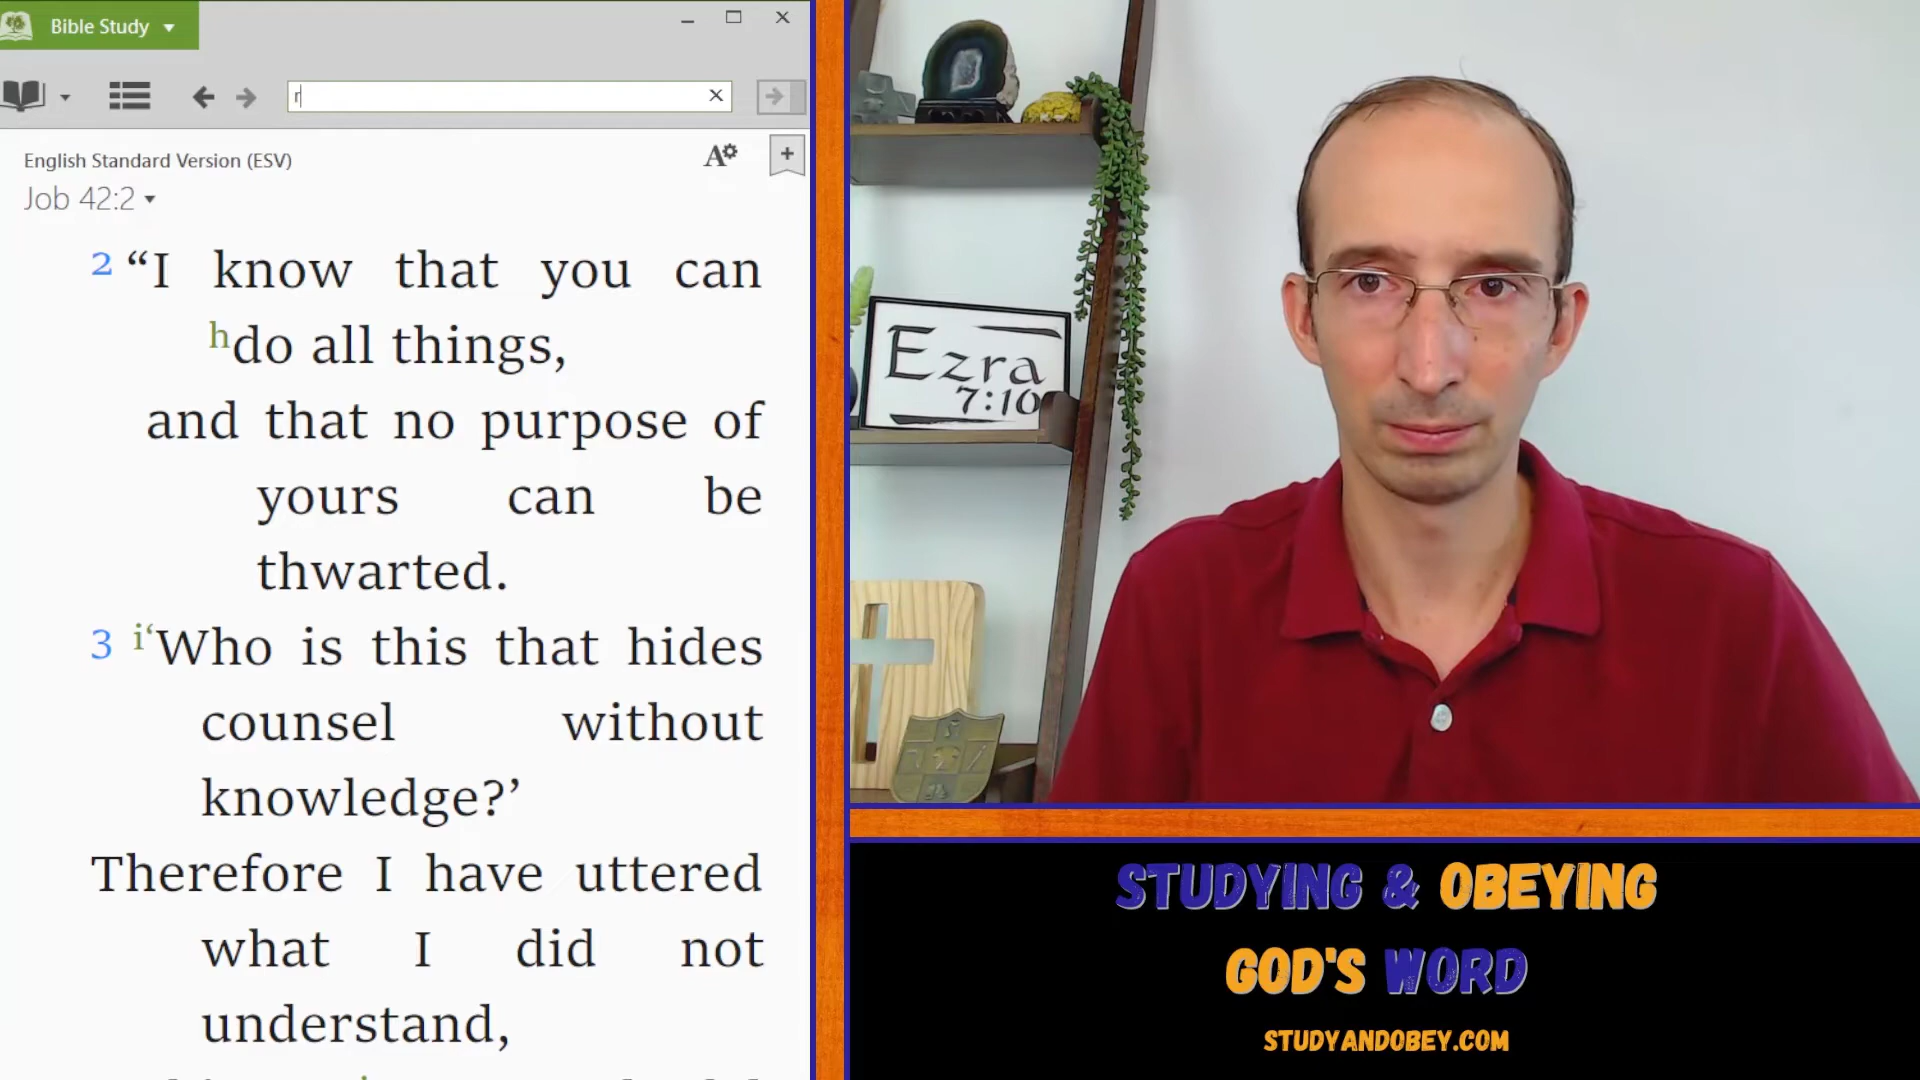 Bible Study
r
English Standard Version (ESV)
Job 42:2
2 “I know that you can
hdo all things,
and that no purpose of
yours can be
thwarted.
3 i‘Who is this that hides
counsel without
knowledge?’
Therefore I have uttered
what I did not
understand,
Ezra
7:10
STUDYING & OBEYING
GOD'S WORD
STUDYANDOBEY.COM